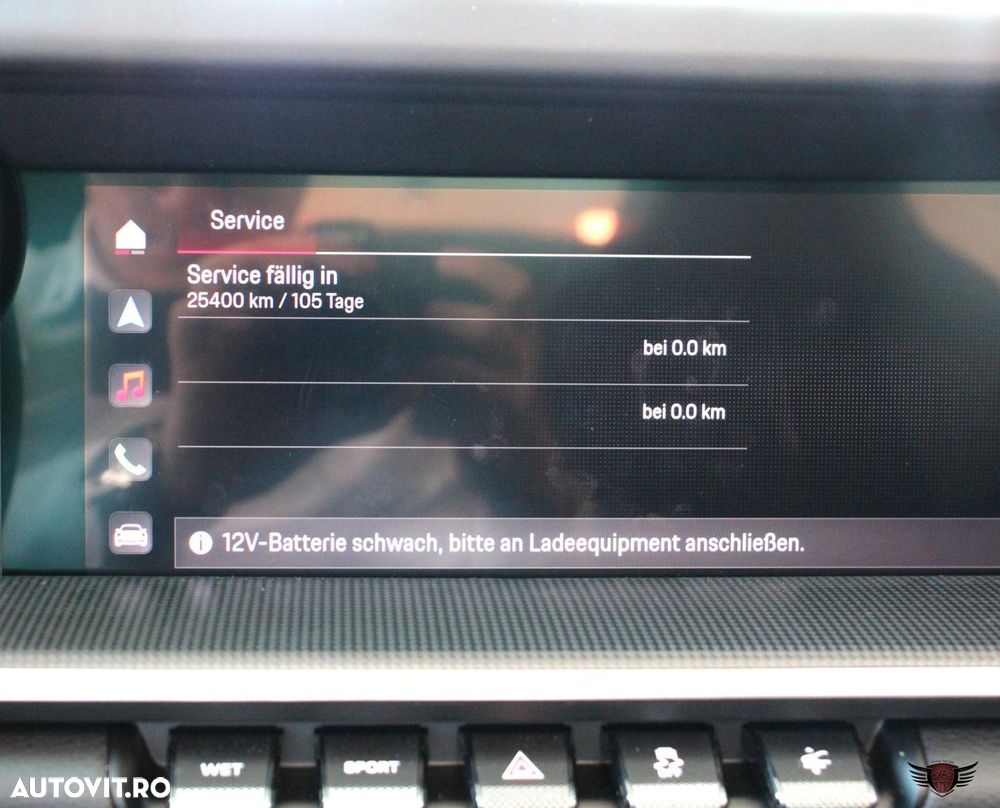 Service
Service fällig in
25400 km / 105 Tage
bei 0.0 km
bei 0.0 km
12V-Batterie schwach, bitte an Ladeequipment anschließen.
WET
SPORT
AUTOVIT.RO